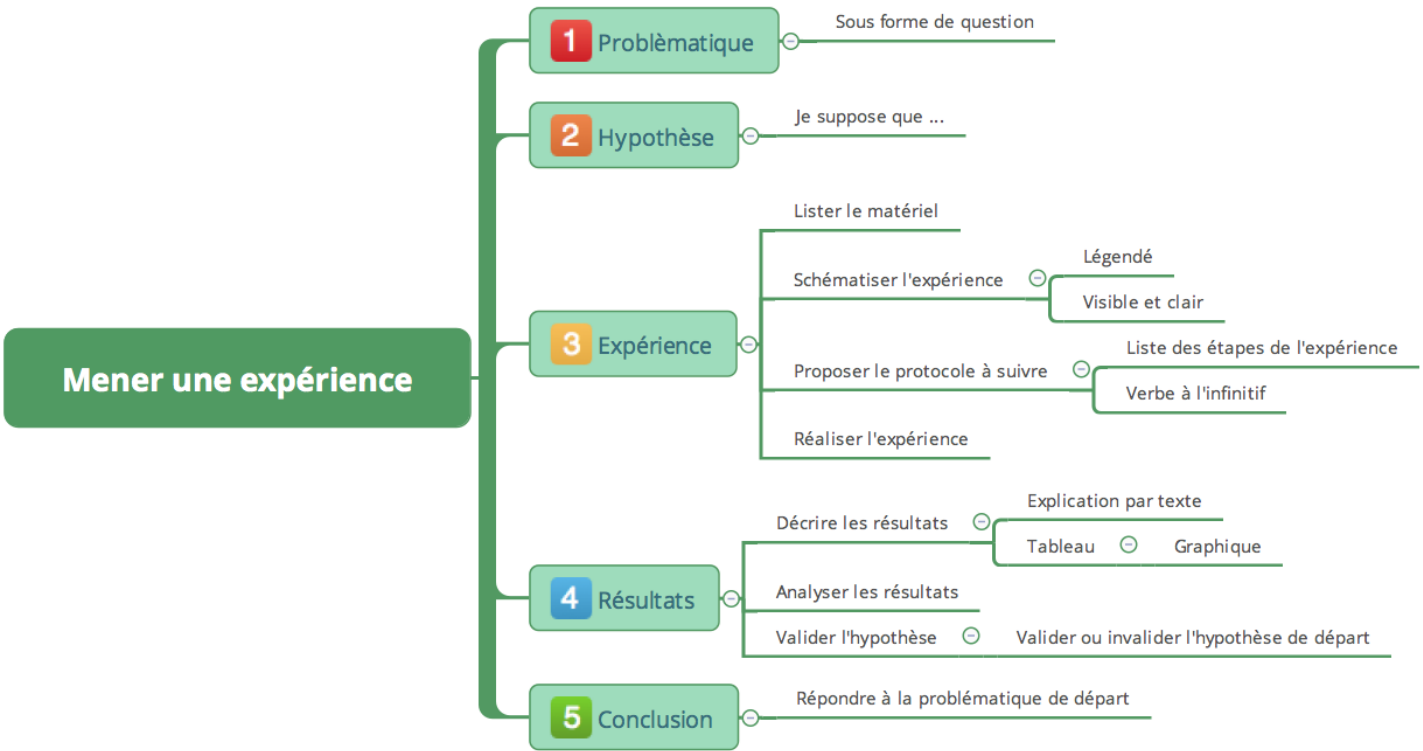 Mener une expérience
1 Problèmatique
Sous forme de question
2 Hypothèse
Je suppose que ...
3 Expérience
Lister le matériel
Schématiser l'expérience
Légendé
Visible et clair
Proposer le protocole à suivre
Liste des étapes de l'expérience
Verbe à l'infinitif
Réaliser l'expérience
4 Résultats
Décrire les résultats
Explication par texte
Tableau
Graphique
Analyser les résultats
Valider l'hypothèse
Valider ou invalider l'hypothèse de départ
5 Conclusion
Répondre à la problématique de départ